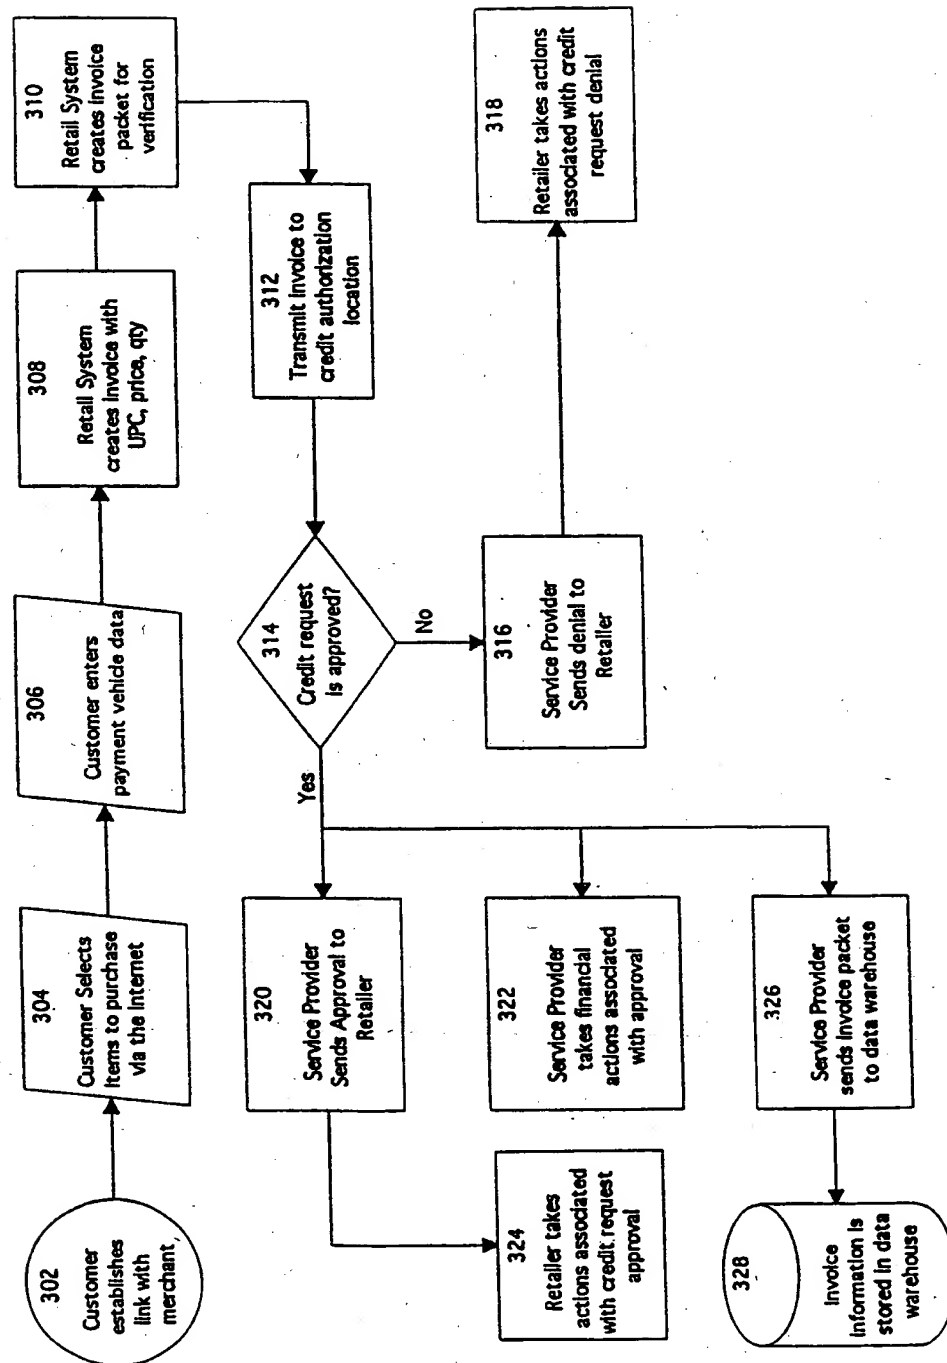 302
Customer
establishes
link with
merchant
304
Customer Selects
Items to purchase
via the Internet
306
Customer enters
payment vehicle data
308
Retail System
creates Invoice with
UPC, price, qty
310
Retail System
creates Invoice
packet for
verification
312
Transmit Invoice to
credit authorization
location
314
Credit request
is approved?
Yes
No
316
Service Provider
Sends denial to
Retailer
318
Retailer takes actions
associated with credit
request denial
320
Service Provider
Sends Approval to
Retailer
322
Service Provider
takes financial
actions associated
with approval
324
Retailer takes
actions associated
with credit request
approval
326
Service Provider
sends Invoice packet
to data warehouse
328
Invoice
Information is
stored in data
warehouse